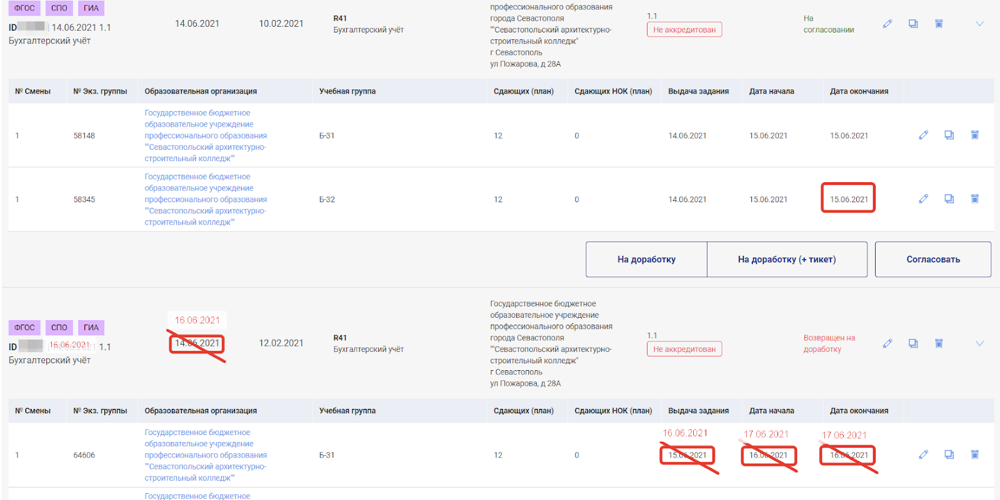 ФГОС СПО ГИА
ID 14.06.2021 1.1
Бухгалтерский учёт
14.06.2021
10.02.2021
R41
Бухгалтерский учёт
профессионального образования
города Севастополя
""Севастопольский архитектурно-
строительный колледж"
г Севастополь
ул Пожарова, д 28А
1.1
Не аккредитован
На
согласовании
№ Смены № Экз. группы Образовательная организация Учебная группа Сдающих (план) Сдающих НОК (план) Выдача задания Дата начала Дата окончания
Государственное бюджетное
образовательное учреждение
1 58148 профессионального образования Б-31 12 0 14.06.2021 15.06.2021 15.06.2021
""Севастопольский архитектурно-
строительный колледж""
Государственное бюджетное
образовательное учреждение
1 58345 профессионального образования Б-32 12 0 14.06.2021 15.06.2021 15.06.2021
""Севастопольский архитектурно-
строительный колледж""
На доработку На доработку (+ тикет) Согласовать
ФГОС СПО ГИА
ID 16.06.2021 1.1
Бухгалтерский учёт
16.06.2021
14.06.2021
12.02.2021
R41
Бухгалтерский учёт
Государственное бюджетное
образовательное учреждение
профессионального образования
города Севастополя
""Севастопольский архитектурно-
строительный колледж"
г Севастополь
ул Пожарова, д 28А
1.1
Не аккредитован
Возвращен на
доработку
№ Смены № Экз. группы Образовательная организация Учебная группа Сдающих (план) Сдающих НОК (план) Выдача задания Дата начала Дата окончания
16.06.2021 17.06.2021 17.06.2021
Государственное бюджетное
образовательное учреждение
1 64606 профессионального образования Б-31 12 0 15.06.2021 16.06.2021 16.06.2021
""Севастопольский архитектурно-
строительный колледж""
Государственное бюджетное